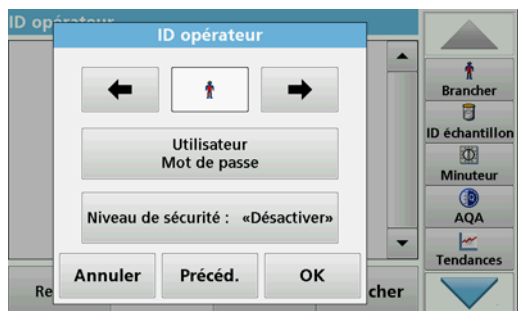 ID opérateur
ID opérateur
Utilisateur
Mot de passe
Niveau de sécurité : «Désactiver»
Annuler Précéd. OK
Re cher
Brancher
ID échantillon
Minuteur
AQA
Tendances